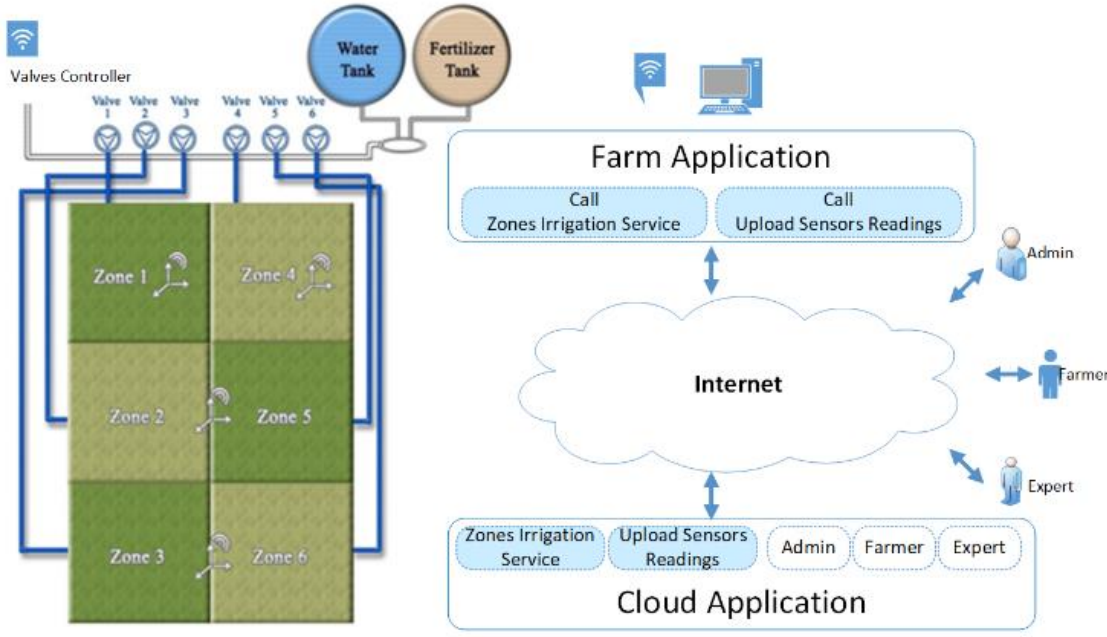 Valves Controller
Water
Tank
Fertilizer
Tank
Valve
1
Valve
2
Valve
3
Valve
4
Valve
5
Valve
6
Zone 1
Zone 4
Zone 2
Zone 5
Zone 3
Zone 6
Farm Application
Call
Zones Irrigation Service
Call
Upload Sensors Readings
Admin
Internet
Farmer
Expert
Zones Irrigation
Service
Upload Sensors
Readings
Admin
Farmer
Expert
Cloud Application